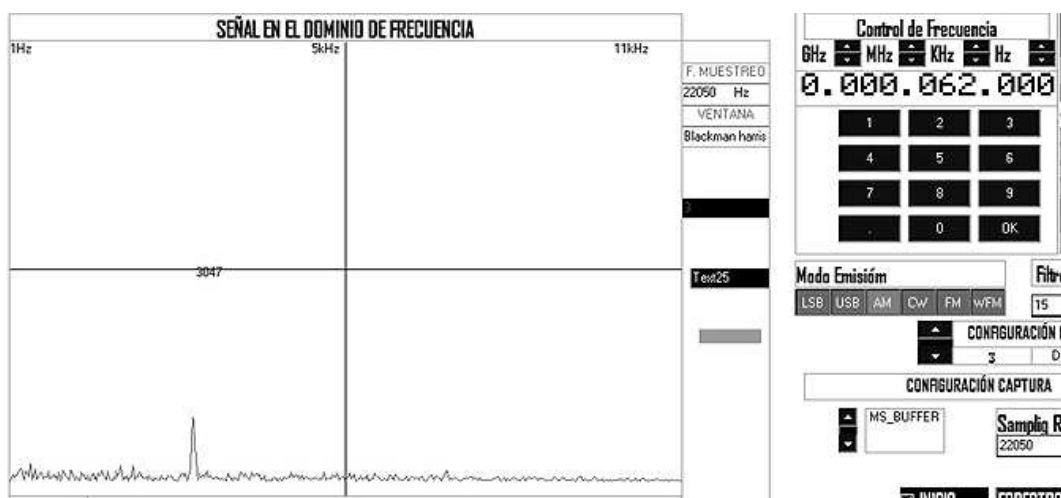 SEÑAL EN EL DOMINIO DE FRECUENCIA
1Hz 5kHz 11kHz
3047
F. MUESTREO
22050 Hz
VENTANA
Blackman harris
Text25
Control de Frecuencia
GHz MHz KHz Hz
0.000.062.000
1 2 3
4 5 6
7 8 9
. 0 OK
Modo Emisióm
LSB USB AM CW FM WFM
15
CONFIGURACIÓN
3 D
CONFIGURACIÓN CAPTURA
MS_BUFFER
Samplig R
22050
INICIO